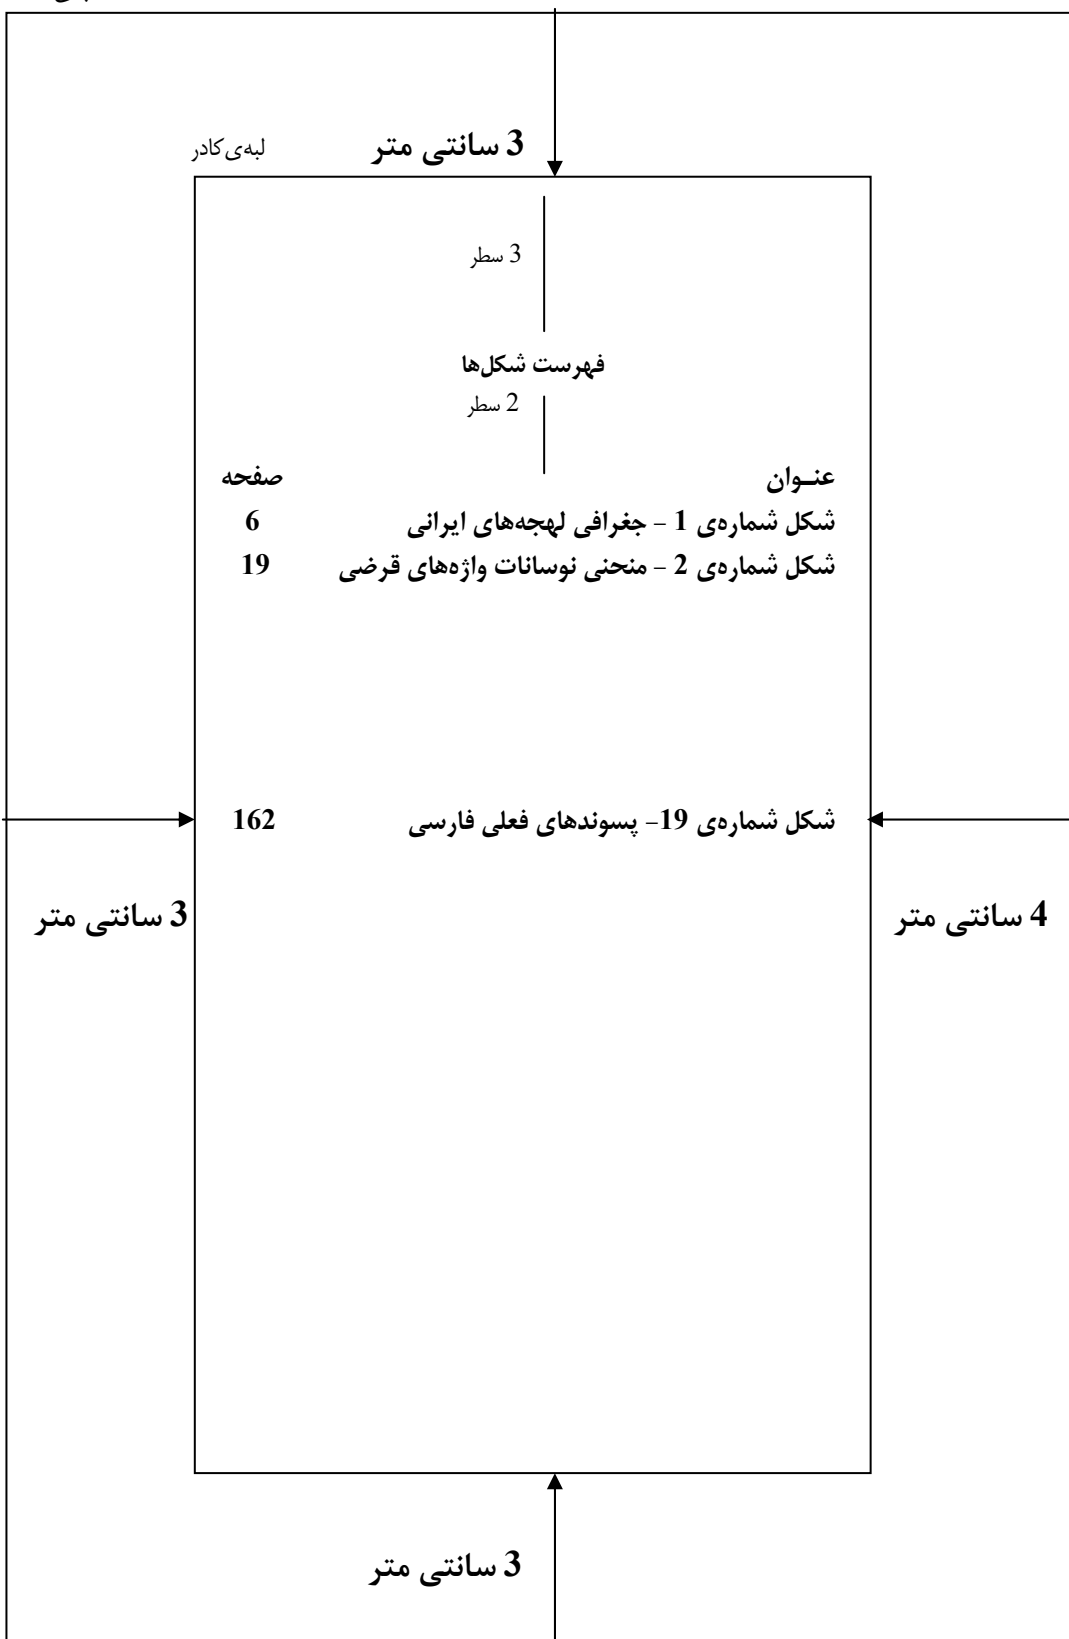 3 سانتی متر
لبه‌ی کادر
3 سطر
فهرست شکل‌ها
2 سطر
عنـوان صفحه
شکل شماره‌ی 1 – جغرافی لهجه‌های ایرانی 6
شکل شماره‌ی 2 – منحنی نوسانات واژه‌های قرضی 19
شکل شماره‌ی 19– پسوندهای فعلی فارسی 162
4 سانتی متر
3 سانتی متر
3 سانتی متر